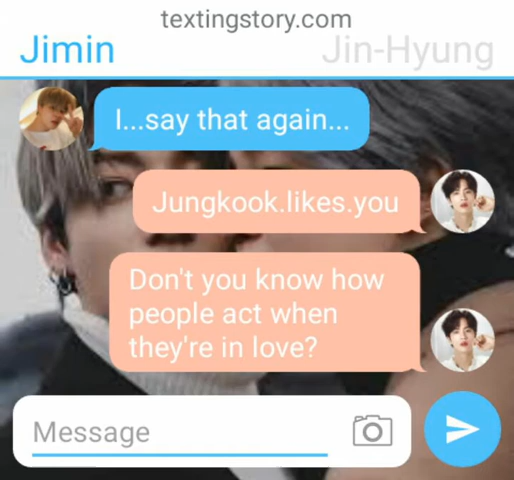 textingstory.com
Jimin
Jin-Hyung
I...say that again...
Jungkook.likes.you
Don't you know how
people act when
they're in love?
Message